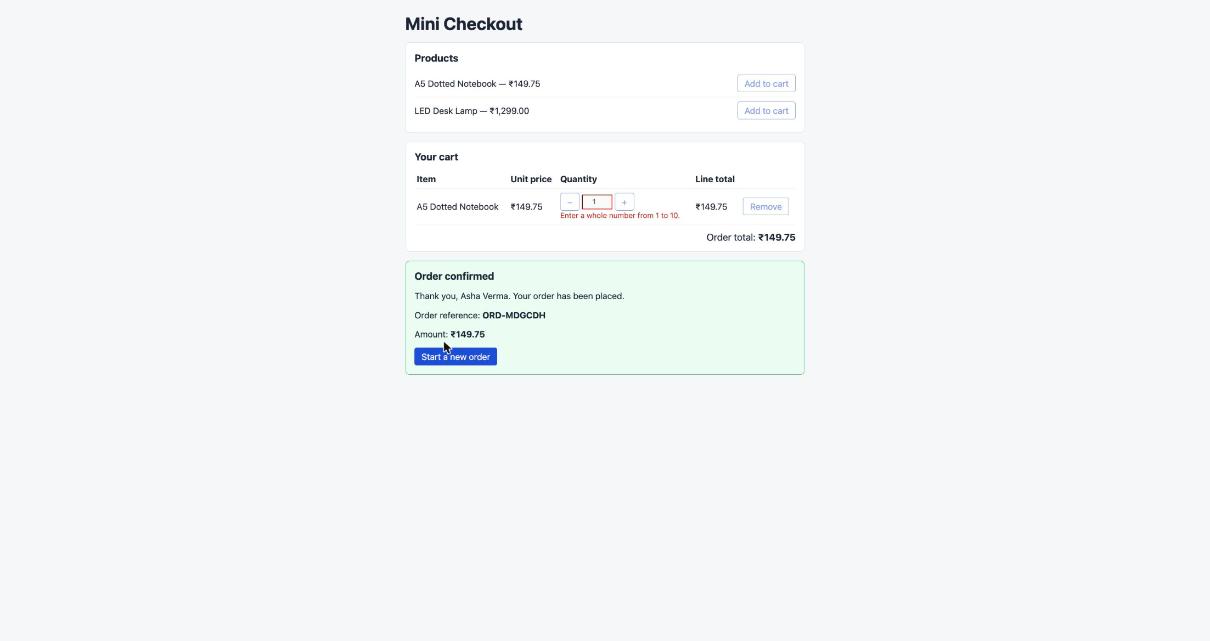 Mini Checkout
Products
A5 Dotted Notebook — ₹149.75 Add to cart
LED Desk Lamp — ₹1,299.00 Add to cart
Your cart
Item Unit price Quantity Line total
A5 Dotted Notebook ₹149.75 − 1 + ₹149.75 Remove
Enter a whole number from 1 to 10.
Order total: ₹149.75
Order confirmed
Thank you, Asha Verma. Your order has been placed.
Order reference: ORD-MDGCDH
Amount: ₹149.75
Start a new order